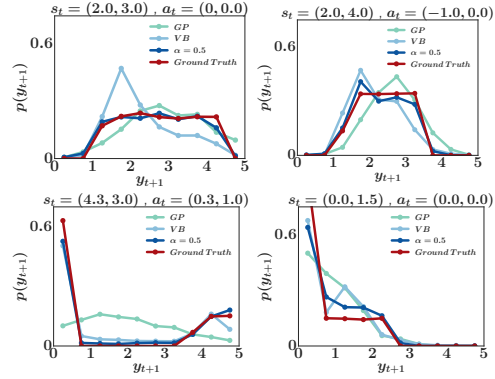 s_t = (2.0, 3.0) , a_t = (0.0, 0.0)
p(y_{t+1})
0.6
0
GP
VB
α = 0.5
Ground Truth
0 1 2 3 4 5
y_{t+1}
s_t = (2.0, 4.0) , a_t = (−1.0, 0.0)
p(y_{t+1})
0.6
0
GP
VB
α = 0.5
Ground Truth
0 1 2 3 4 5
y_{t+1}
s_t = (4.3, 3.0) , a_t = (0.3, 1.0)
p(y_{t+1})
0.6
0
GP
VB
α = 0.5
Ground Truth
1 2 3 4 5
y_{t+1}
s_t = (0.0, 1.5) , a_t = (0.0, 0.0)
p(y_{t+1})
0.6
0
GP
VB
α = 0.5
Ground Truth
1 2 3 4 5
y_{t+1}